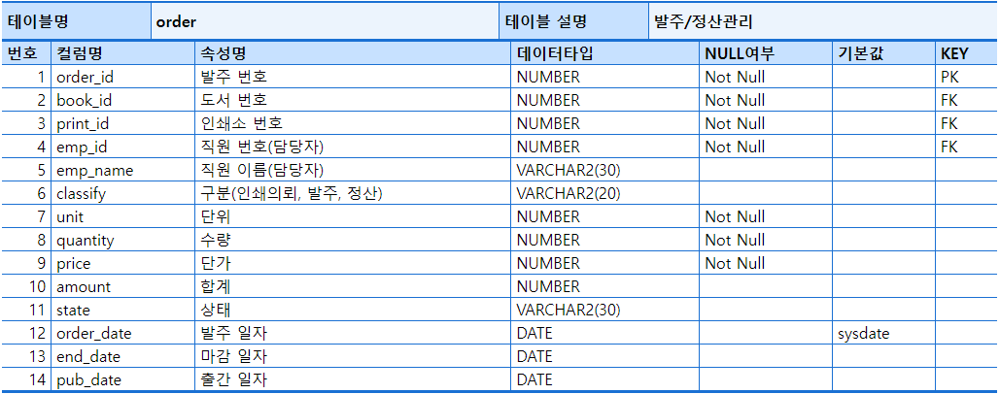 테이블명 order 테이블 설명 발주/정산관리
번호 컬럼명 속성명 데이터타입 NULL여부 기본값 KEY
1 order_id 발주 번호 NUMBER Not Null PK
2 book_id 도서 번호 NUMBER Not Null FK
3 print_id 인쇄소 번호 NUMBER Not Null FK
4 emp_id 직원 번호(담당자) NUMBER Not Null FK
5 emp_name 직원 이름(담당자) VARCHAR2(30)
6 classify 구분(인쇄의뢰, 발주, 정산) VARCHAR2(20)
7 unit 단위 NUMBER Not Null
8 quantity 수량 NUMBER Not Null
9 price 단가 NUMBER Not Null
10 amount 합계 NUMBER
11 state 상태 VARCHAR2(30)
12 order_date 발주 일자 DATE sysdate
13 end_date 마감 일자 DATE
14 pub_date 출간 일자 DATE